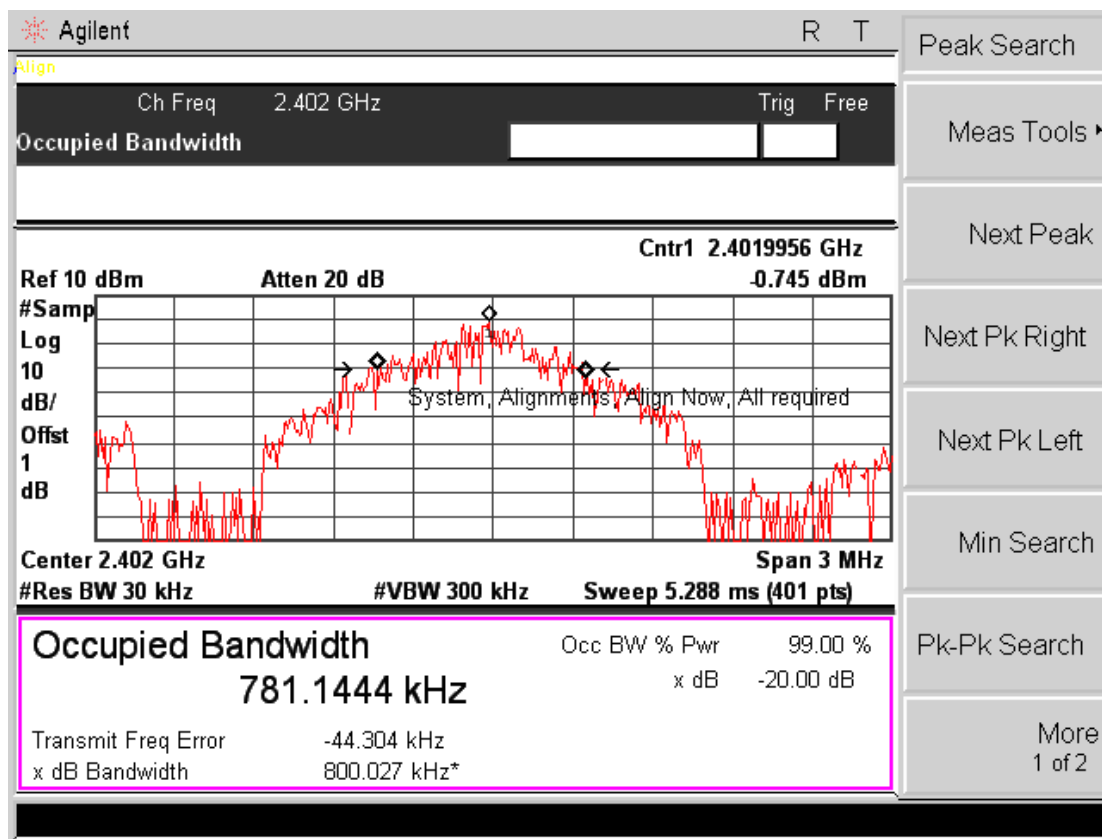 Agilent R T
Align
Ch Freq 2.402 GHz Trig Free
Occupied Bandwidth
Cntr1 2.4019956 GHz
Ref 10 dBm Atten 20 dB -0.745 dBm
#Samp
Log
10
dB/
Offst
1
dB
System, Alignments, Align Now, All required
Center 2.402 GHz Span 3 MHz
#Res BW 30 kHz #VBW 300 kHz Sweep 5.288 ms (401 pts)
Occupied Bandwidth
781.1444 kHz
Occ BW % Pwr 99.00 %
x dB -20.00 dB
Transmit Freq Error -44.304 kHz
x dB Bandwidth 800.027 kHz*
Peak Search
Meas Tools
Next Peak
Next Pk Right
Next Pk Left
Min Search
Pk-Pk Search
More
1 of 2